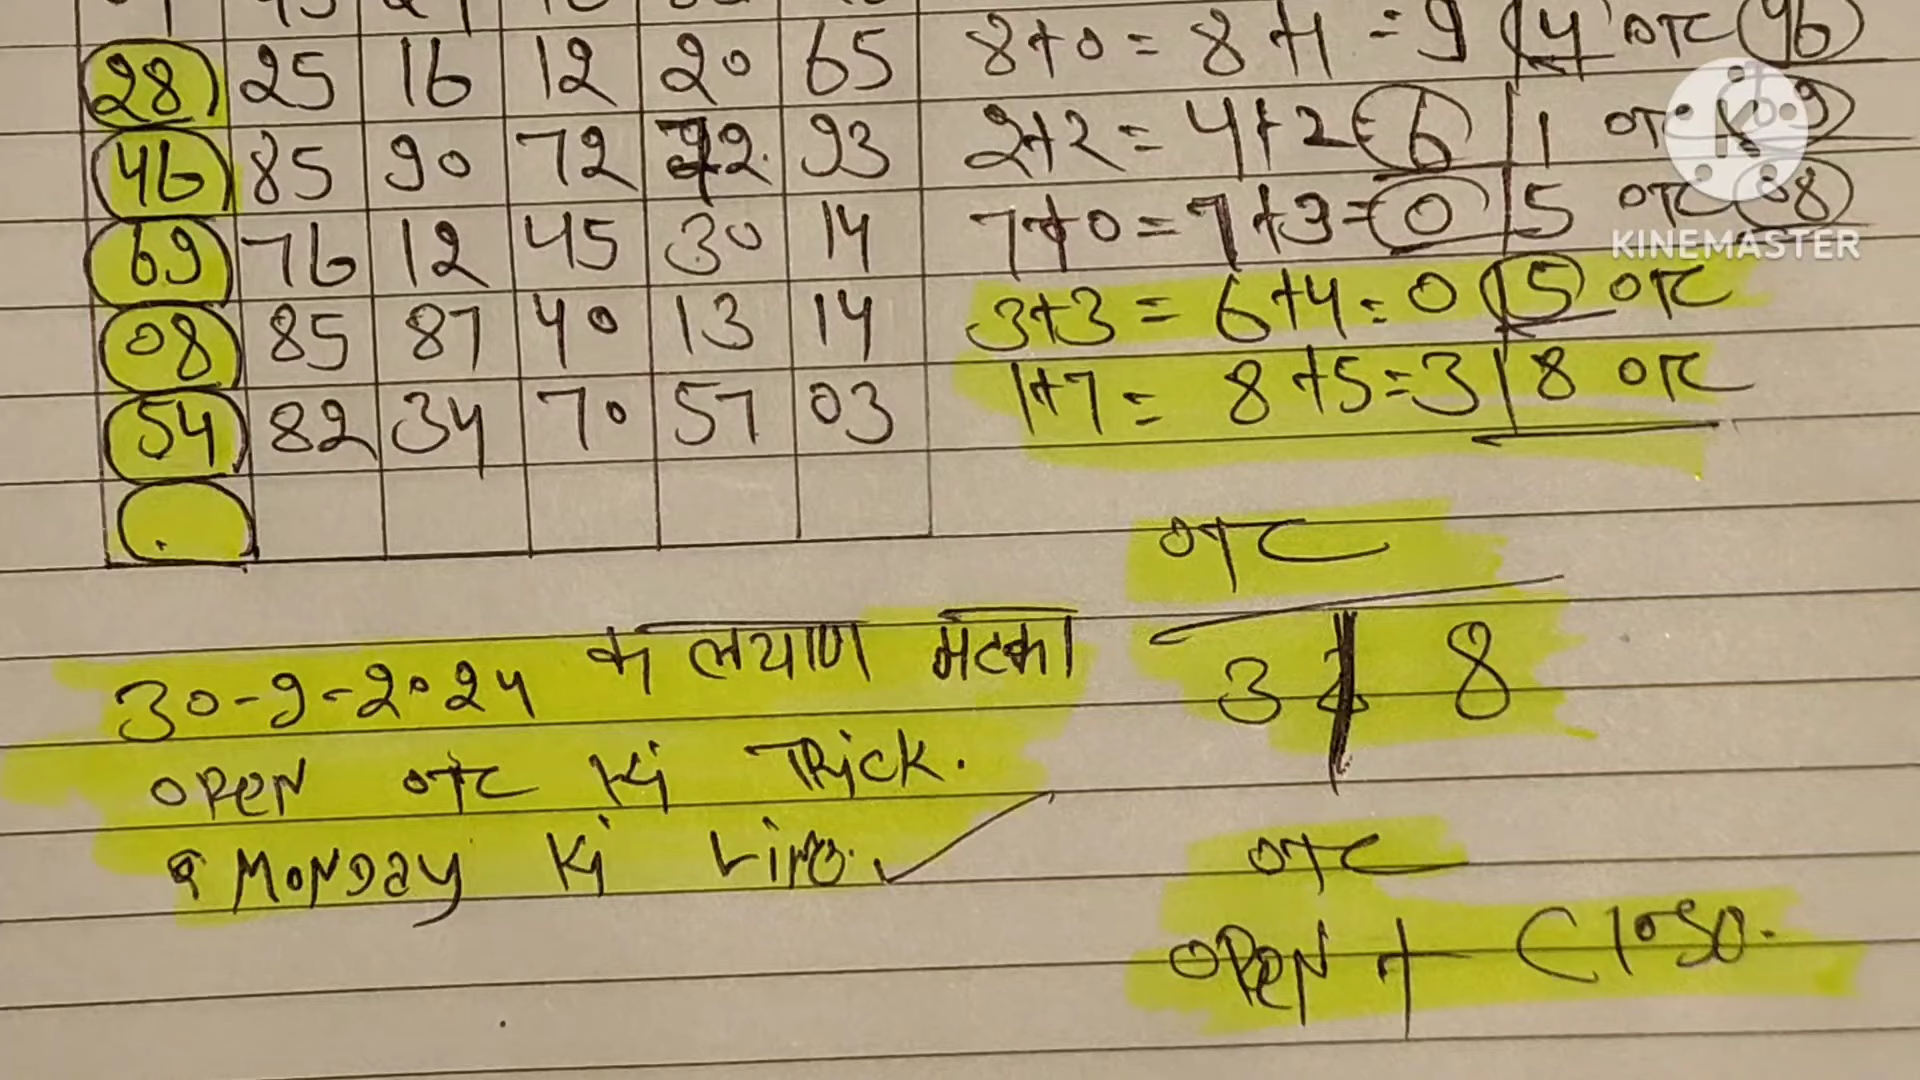 28 25 16 12 20 65 8+0=8+1=9 4 OTC 46
46 85 90 72 93 2+2=4+2=6 1 OTC
69 76 12 45 30 14 7+0=7+3=0 5 OTC 08
KINEMASTER
08 85 87 40 13 14 3+3=6+4=0 5 OTC
54 82 34 70 57 03 1+7=8+5=3 8 OTC
OTC
30-9-2024 कल्याण मटका
3 8
OPEN OTC Ki TRick.
MONDAY Ki Line.
OTC
OPEN + Close.